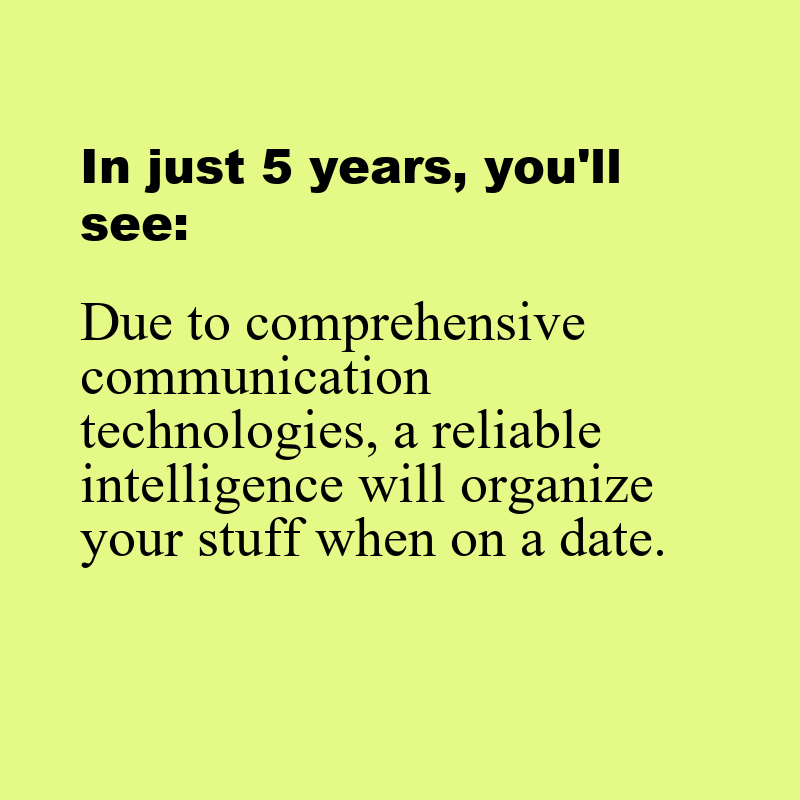 In just 5 years, you'll
see:
Due to comprehensive
communication
technologies, a reliable
intelligence will organize
your stuff when on a date.